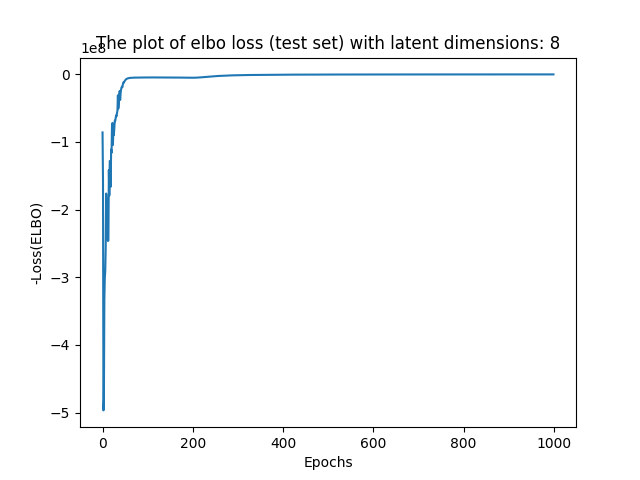 The plot of elbo loss (test set) with latent dimensions: 8
1e8
0
−1
−2
−3
−4
−5
-Loss(ELBO)
0 200 400 600 800 1000
Epochs